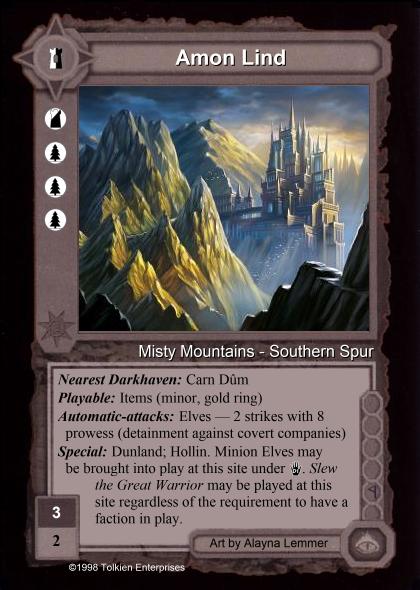 Amon Lind
Misty Mountains - Southern Spur
Nearest Darkhaven: Carn Dûm
Playable: Items (minor, gold ring)
Automatic-attacks: Elves — 2 strikes with 8
prowess (detainment against covert companies)
Special: Dunland; Hollin. Minion Elves may
be brought into play at this site under . Slew
the Great Warrior may be played at this
site regardless of the requirement to have a
faction in play.
3
2
Art by Alayna Lemmer
©1998 Tolkien Enterprises